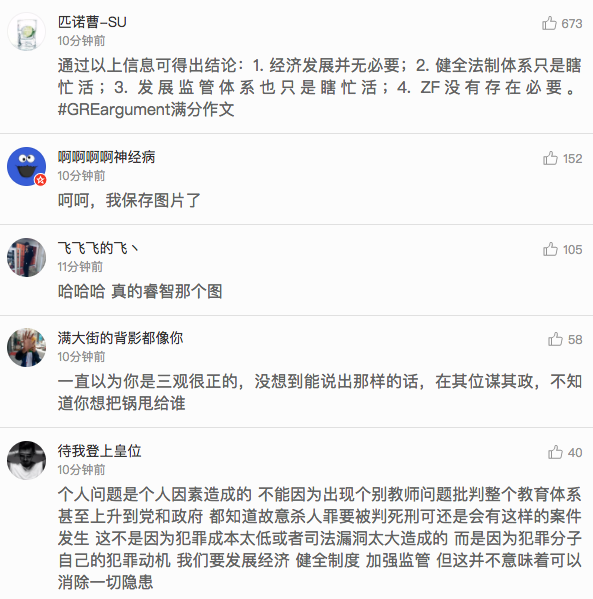 匹诺曹-SU
673
10分钟前
通过以上信息可得出结论：1. 经济发展并无必要；2. 健全法制体系只是瞎
忙活；3. 发展监管体系也只是瞎忙活；4. ZF没有存在必要。
#GREargument满分作文
啊啊啊啊神经病
152
10分钟前
呵呵，我保存图片了
飞飞飞的飞丶
105
11分钟前
哈哈哈 真的睿智那个图
满大街的背影都像你
58
10分钟前
一直以为你是三观很正的，没想到能说出那样的话，在其位谋其政，不知
道你想把锅甩给谁
待我登上皇位
40
10分钟前
个人问题是个人因素造成的 不能因为出现个别教师问题批判整个教育体系
甚至上升到党和政府 都知道故意杀人罪要被判死刑可还是会有这样的案件
发生 这不是因为犯罪成本太低或者司法漏洞太大造成的 而是因为犯罪分子
自己的犯罪动机 我们要发展经济 健全制度 加强监管 但这并不意味着可以
消除一切隐患